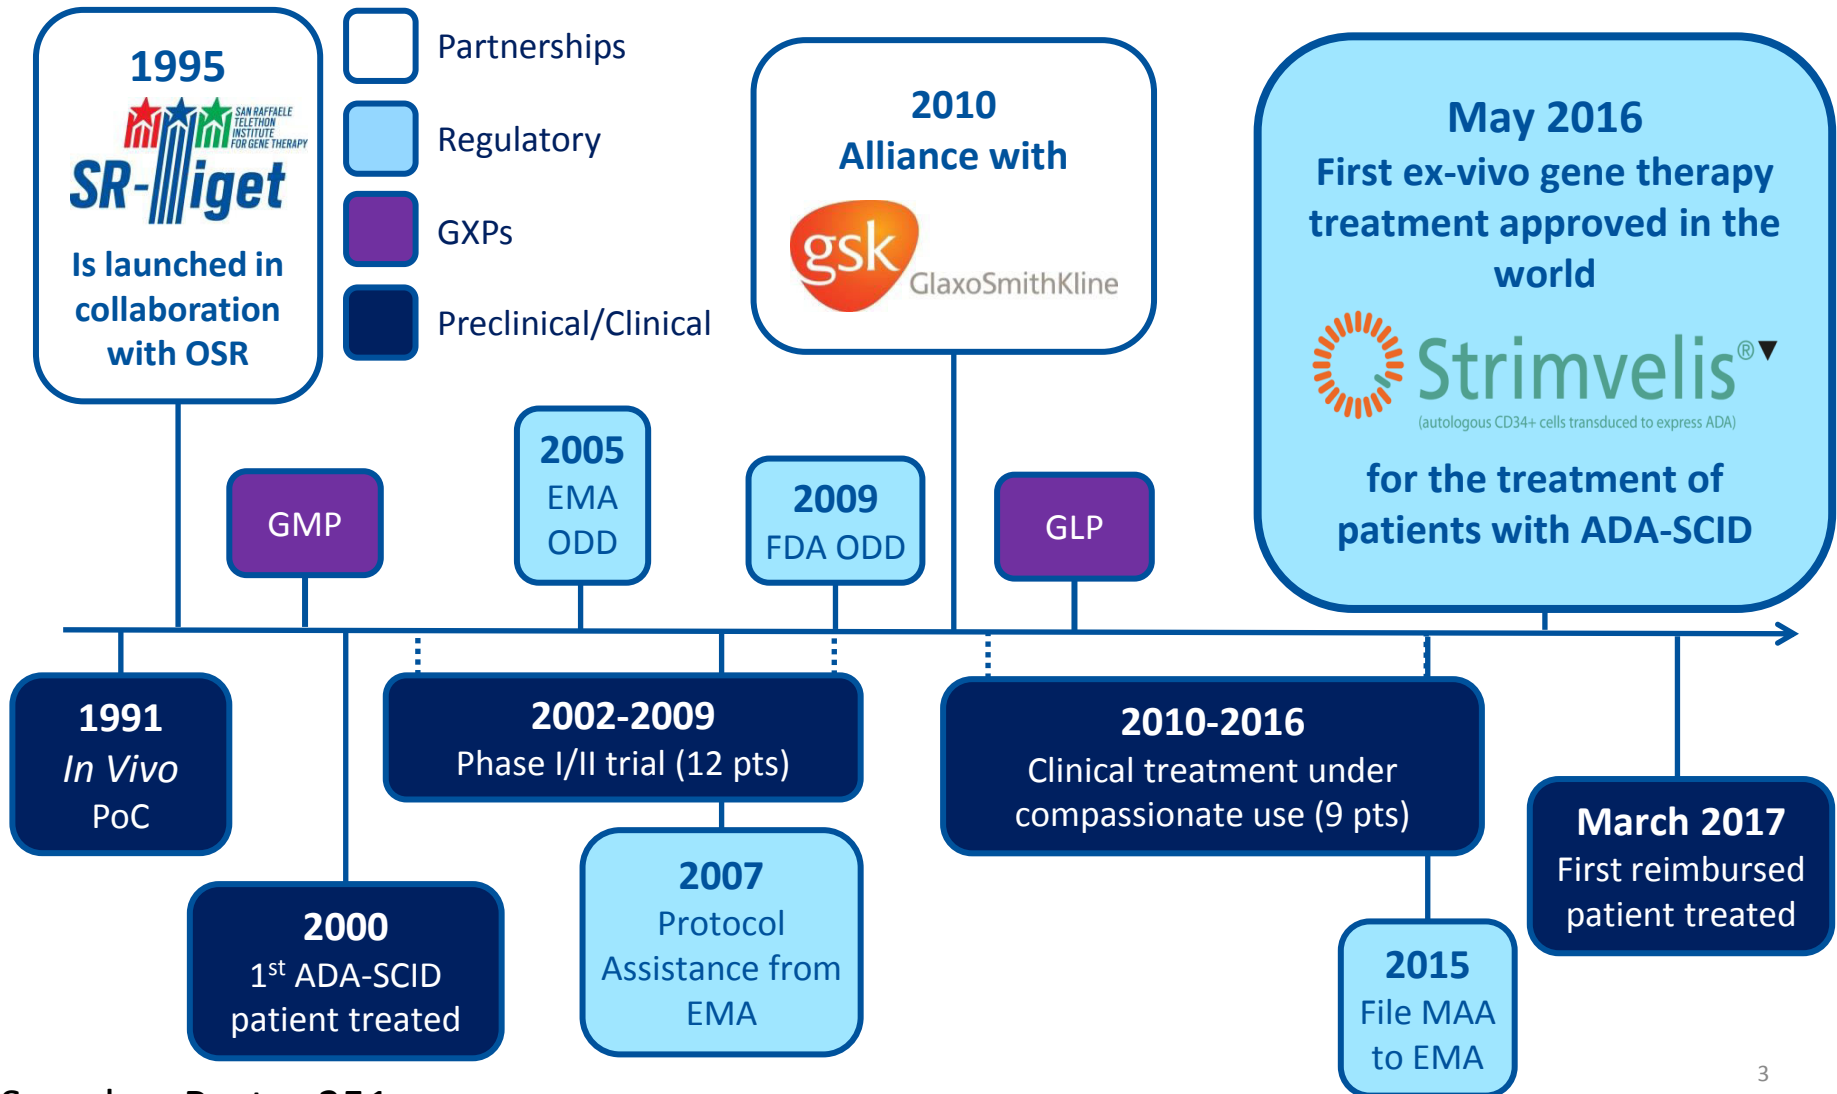 1995
SAN RAFFAELE
TELETHON
INSTITUTE
FOR GENE THERAPY
SR-Tiget
Is launched in
collaboration
with OSR
Partnerships
Regulatory
GXPs
Preclinical/Clinical
2010
Alliance with
gsk
GlaxoSmithKline
May 2016
First ex-vivo gene therapy
treatment approved in the
world
Strimvelis®▼
(autologous CD34+ cells transduced to express ADA)
for the treatment of
patients with ADA-SCID
GMP
2005
EMA
ODD
2009
FDA ODD
GLP
1991
In Vivo
PoC
2000
1st ADA-SCID
patient treated
2002-2009
Phase I/II trial (12 pts)
2007
Protocol
Assistance from
EMA
2010-2016
Clinical treatment under
compassionate use (9 pts)
2015
File MAA
to EMA
March 2017
First reimbursed
patient treated
3